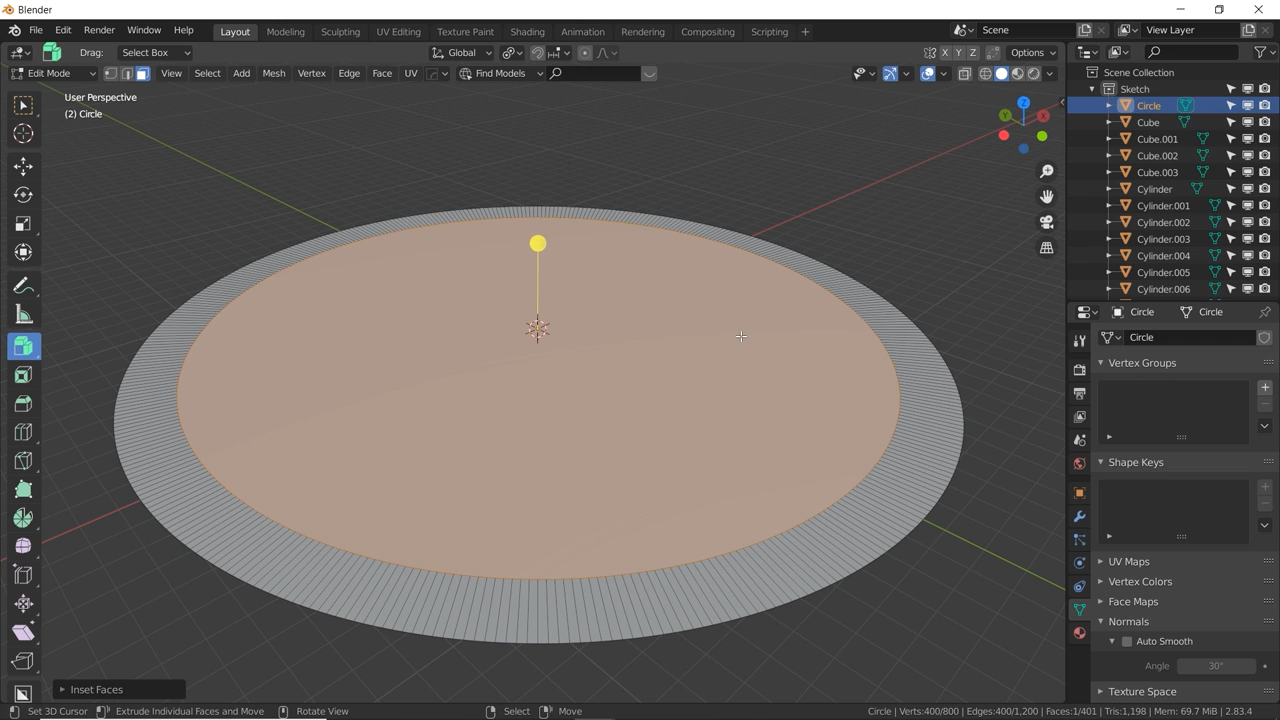 Blender
File Edit Render Window Help Layout Modeling Sculpting UV Editing Texture Paint Shading Animation Rendering Compositing Scripting + Scene View Layer
Drag: Select Box Global X Y Z Options
Edit Mode View Select Add Mesh Vertex Edge Face UV Find Models
User Perspective
(2) Circle
Z
Y X
Scene Collection
Sketch
Circle
Cube
Cube.001
Cube.002
Cube.003
Cylinder
Cylinder.001
Cylinder.002
Cylinder.003
Cylinder.004
Cylinder.005
Cylinder.006
Circle Circle
Circle
Vertex Groups
Shape Keys
UV Maps
Vertex Colors
Face Maps
Normals
Auto Smooth
Angle 30°
Texture Space
Inset Faces
Set 3D Cursor Extrude Individual Faces and Move Rotate View Select Move Circle | Verts:400/800 | Edges:400/1,200 | Faces:1/401 | Tris:1,198 | Mem: 69.7 MiB | 2.83.4